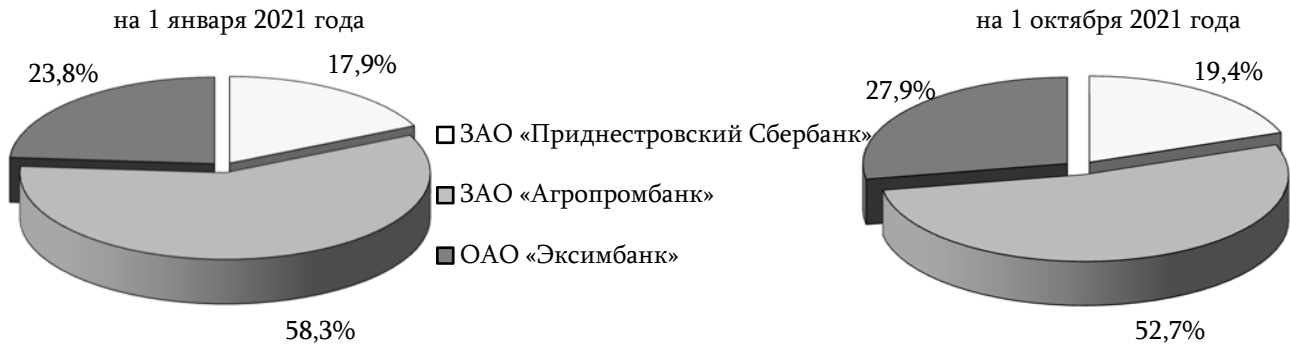 на 1 января 2021 года
23,8%
17,9%
58,3%
ЗАО «Приднестровский Сбербанк»
ЗАО «Агропромбанк»
ОАО «Эксимбанк»
на 1 октября 2021 года
27,9%
19,4%
52,7%